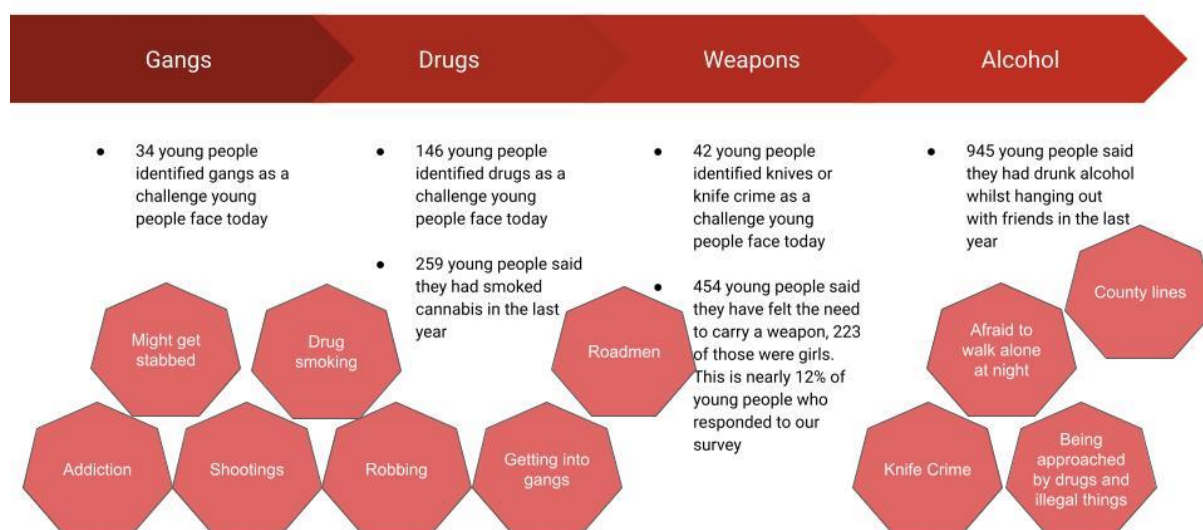 Gangs
Drugs
Weapons
Alcohol
● 34 young people
identified gangs as a
challenge young
people face today
● 146 young people
identified drugs as a
challenge young
people face today
● 259 young people said
they had smoked
cannabis in the last
year
● 42 young people
identified knives or
knife crime as a
challenge young
people face today
● 454 young people said
they have felt the need
to carry a weapon, 223
of those were girls.
This is nearly 12% of
young people who
responded to our
survey
● 945 young people said
they had drunk alcohol
whilst hanging out
with friends in the last
year
Might get
stabbed
Drug
smoking
Roadmen
Afraid to
walk alone
at night
County lines
Addiction
Shootings
Robbing
Getting into
gangs
Knife Crime
Being
approached
by drugs and
illegal things